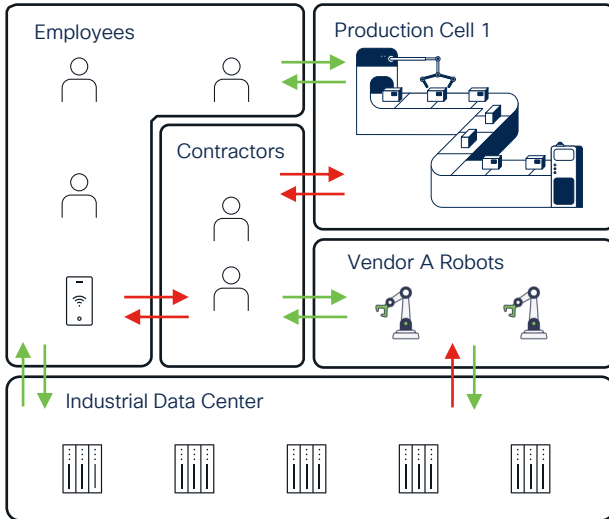 Employees
Production Cell 1
Contractors
Vendor A Robots
Industrial Data Center